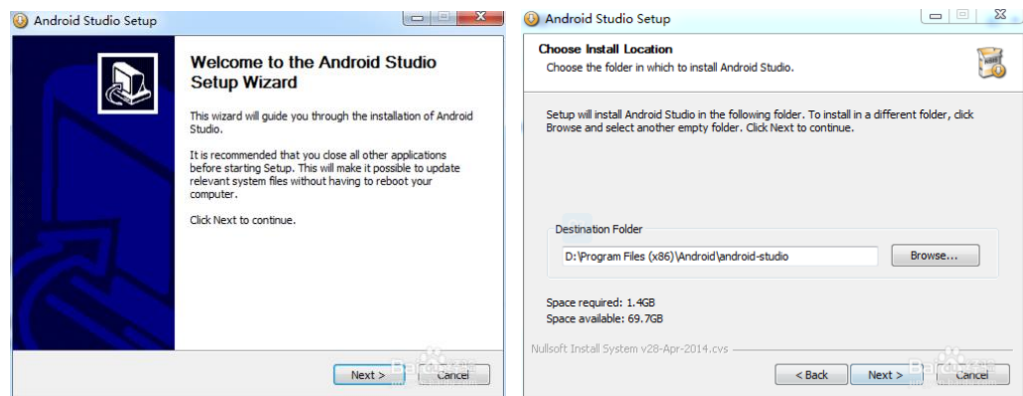 Android Studio Setup
Welcome to the Android Studio
Setup Wizard
This wizard will guide you through the installation of Android
Studio.
It is recommended that you close all other applications
before starting Setup. This will make it possible to update
relevant system files without having to reboot your
computer.
Click Next to continue.
Next >
Cancel
Android Studio Setup
Choose Install Location
Choose the folder in which to install Android Studio.
Setup will install Android Studio in the following folder. To install in a different folder, click
Browse and select another empty folder. Click Next to continue.
Destination Folder
D:\Program Files (x86)\Android\android-studio
Browse...
Space required: 1.4GB
Space available: 69.7GB
Nullsoft Install System v28-Apr-2014.cvs
< Back
Next >
Cancel